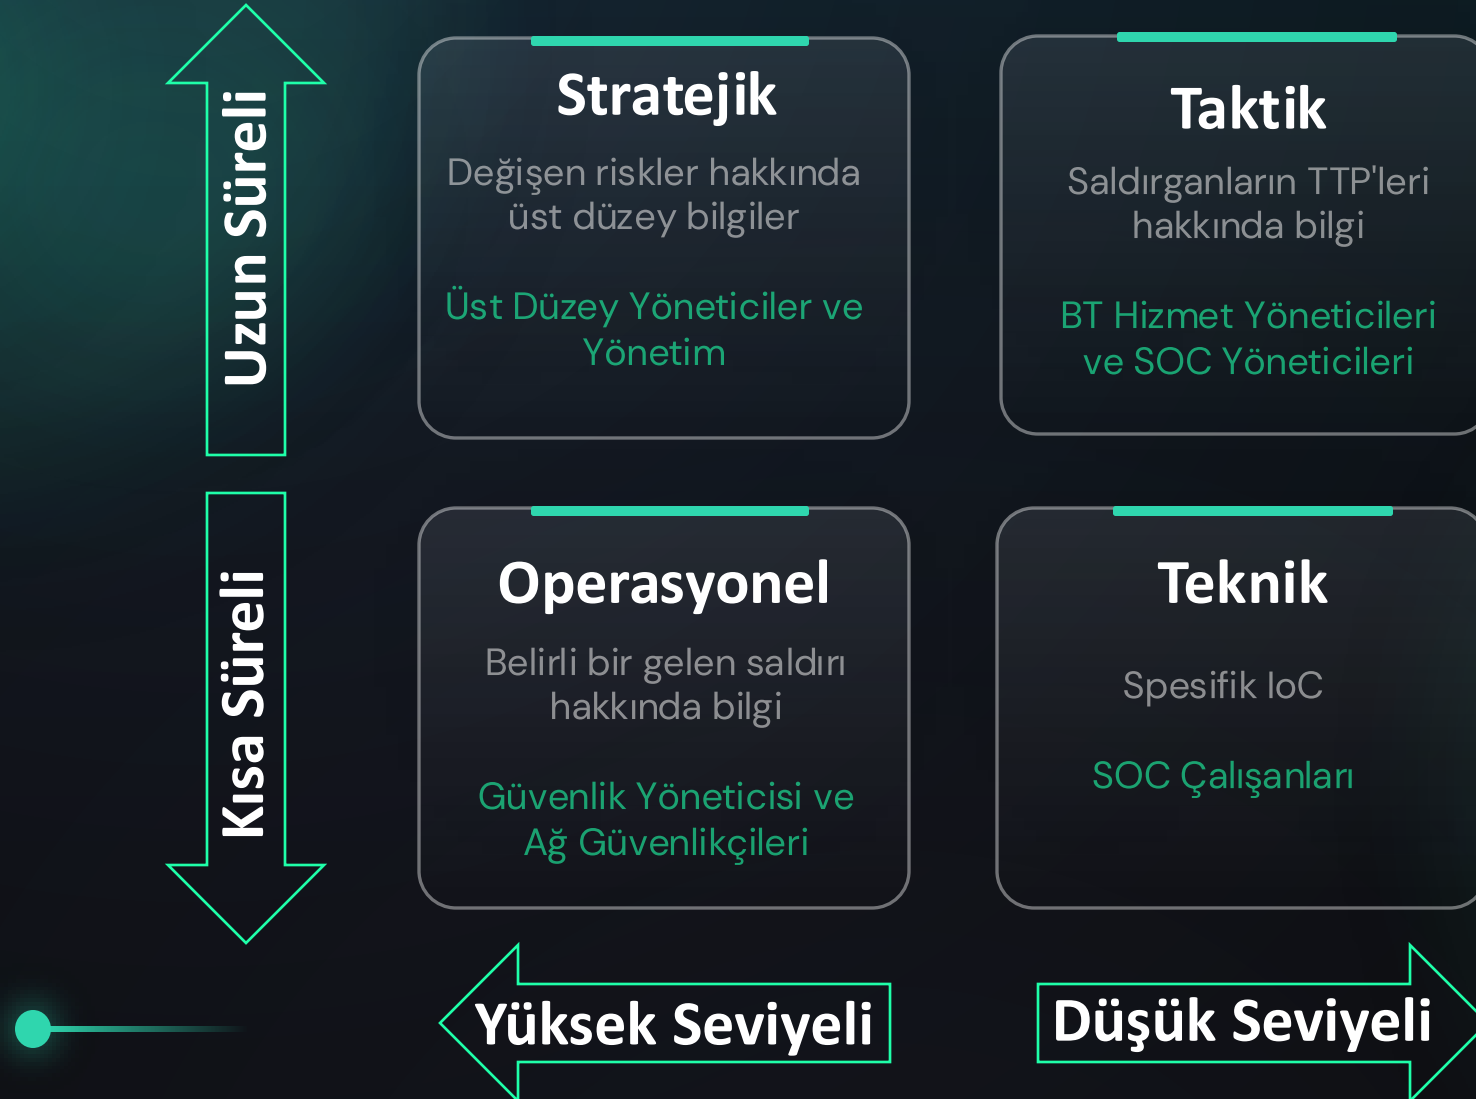 Uzun Süreli
Stratejik
Değişen riskler hakkında
üst düzey bilgiler
Üst Düzey Yöneticiler ve
Yönetim
Taktik
Saldırganların TTP'leri
hakkında bilgi
BT Hizmet Yöneticileri
ve SOC Yöneticileri
Kısa Süreli
Operasyonel
Belirli bir gelen saldırı
hakkında bilgi
Güvenlik Yöneticisi ve
Ağ Güvenlikçileri
Teknik
Spesifik IoC
SOC Çalışanları
Yüksek Seviyeli
Düşük Seviyeli